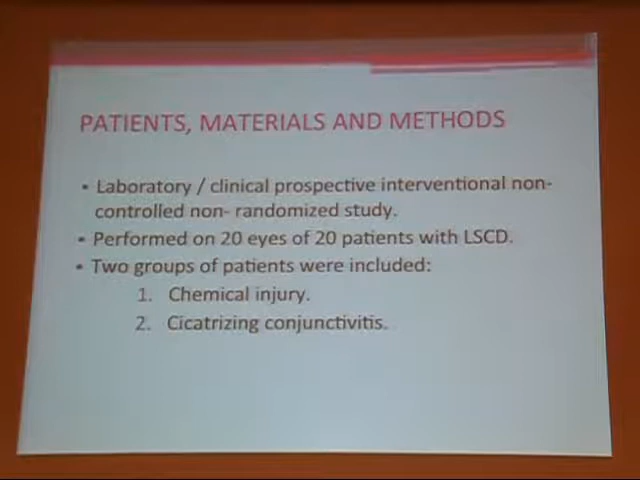 PATIENTS, MATERIALS AND METHODS
• Laboratory / clinical prospective interventional non-
controlled non- randomized study.
• Performed on 20 eyes of 20 patients with LSCD.
• Two groups of patients were included:
1. Chemical injury.
2. Cicatrizing conjunctivitis.